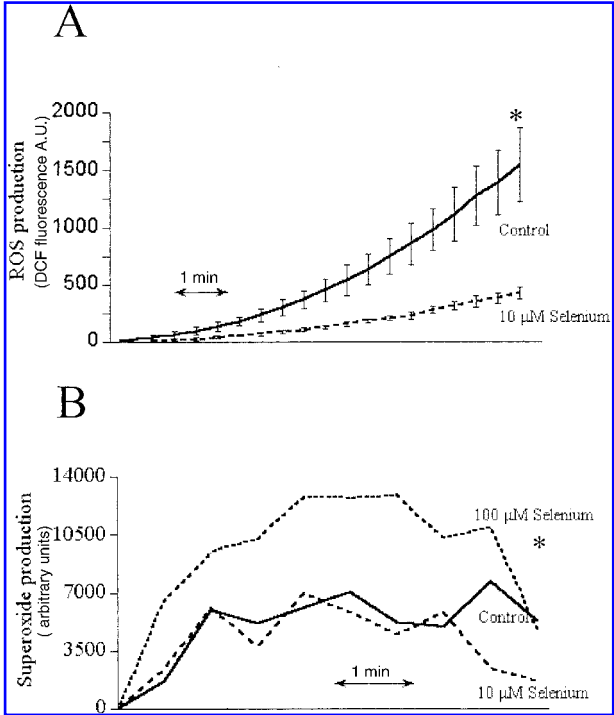 A
2000
1500
1000
500
0
ROS production
(DCF fluorescence A.U.)
1 min
*
Control
10 µM Selenium
B
14000
10500
7000
3500
0
Superoxide production
( arbitrary units)
100 µM Selenium
*
Control
1 min
10 µM Selenium